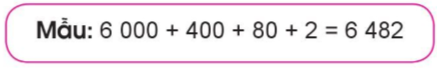 Mẫu: 6 000 + 400 + 80 + 2 = 6 482